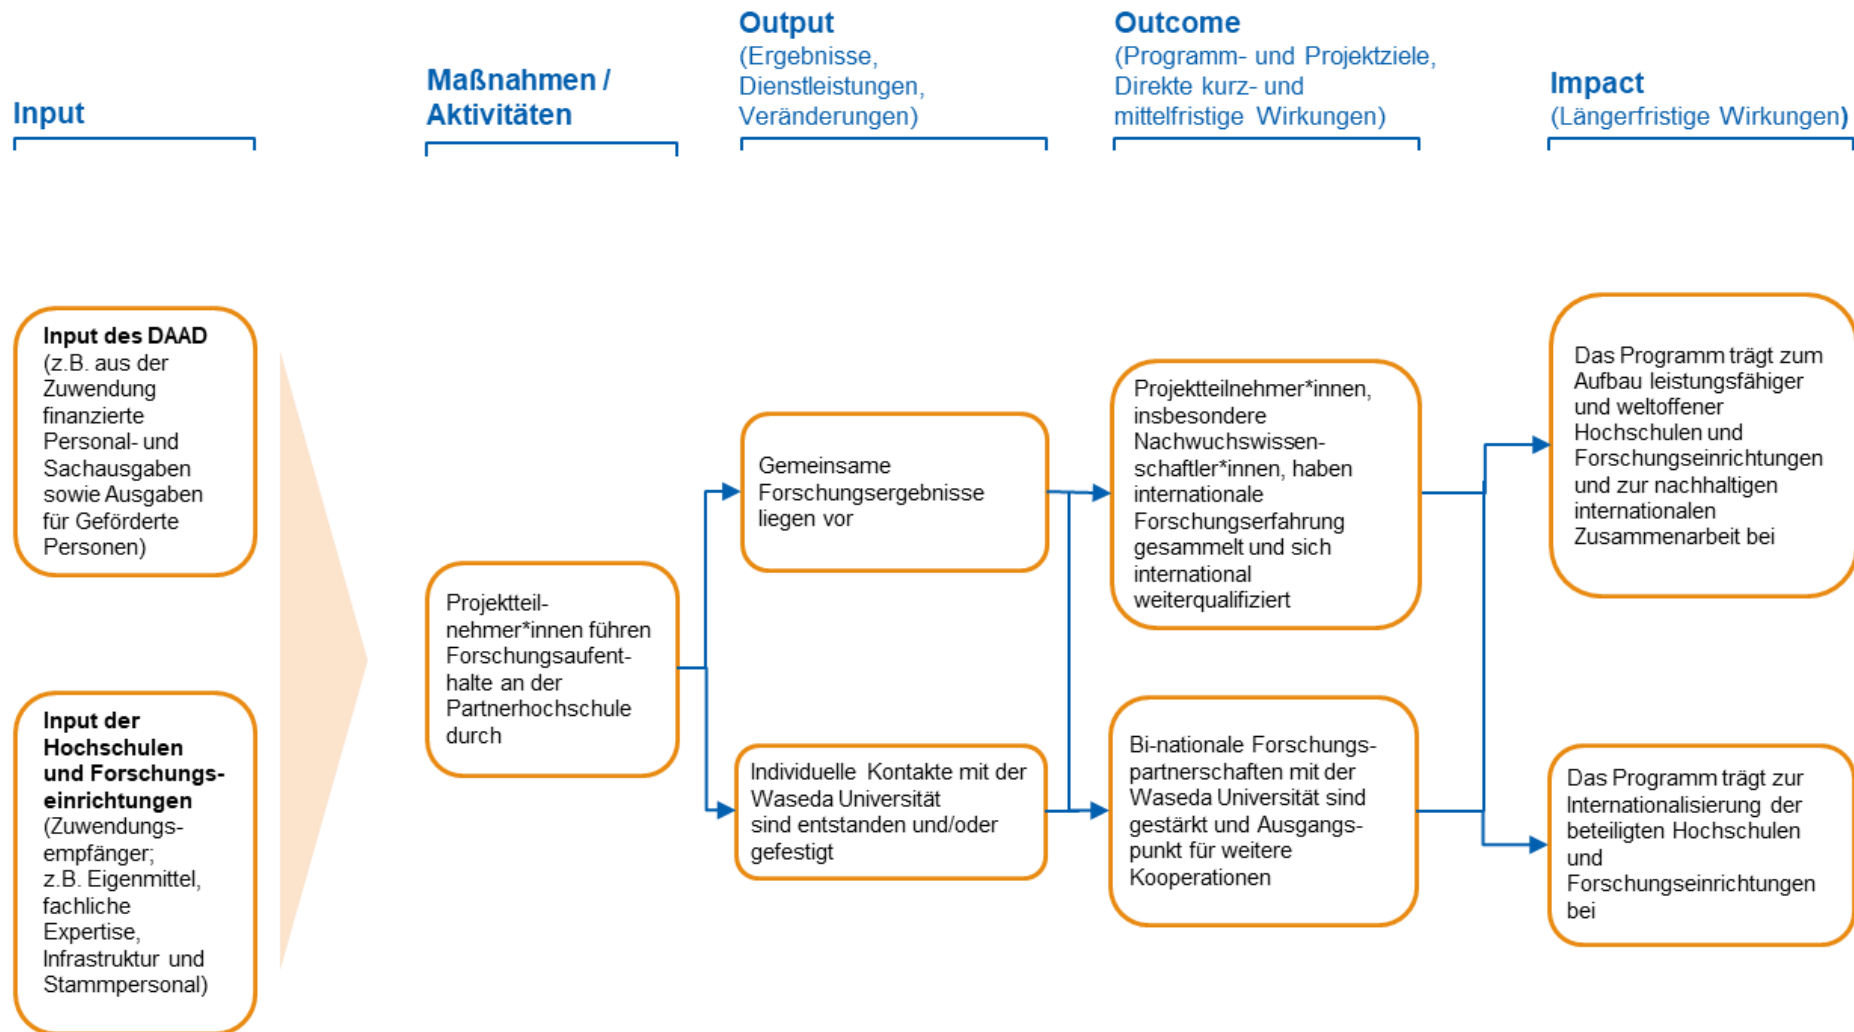 Input
Maßnahmen /
Aktivitäten
Output
(Ergebnisse,
Dienstleistungen,
Veränderungen)
Outcome
(Programm- und Projektziele,
Direkte kurz- und
mittelfristige Wirkungen)
Impact
(Längerfristige Wirkungen)
Input des DAAD
(z.B. aus der
Zuwendung
finanzierte
Personal- und
Sachausgaben
sowie Ausgaben
für Geförderte
Personen)
Input der
Hochschulen
und Forschungs-
einrichtungen
(Zuwendungs-
empfänger;
z.B. Eigenmittel,
fachliche
Expertise,
Infrastruktur und
Stammpersonal)
Projektteil-
nehmer*innen führen
Forschungsaufent-
halte an der
Partnerhochschule
durch
Gemeinsame
Forschungsergebnisse
liegen vor
Individuelle Kontakte mit der
Waseda Universität
sind entstanden und/oder
gefestigt
Projektteilnehmer*innen,
insbesondere
Nachwuchswissen-
schaftler*innen, haben
internationale
Forschungserfahrung
gesammelt und sich
international
weiterqualifiziert
Bi-nationale Forschungs-
partnerschaften mit der
Waseda Universität sind
gestärkt und Ausgangs-
punkt für weitere
Kooperationen
Das Programm trägt zum
Aufbau leistungsfähiger
und weltoffener
Hochschulen und
Forschungseinrichtungen
und zur nachhaltigen
internationalen
Zusammenarbeit bei
Das Programm trägt zur
Internationalisierung der
beteiligten Hochschulen
und
Forschungseinrichtungen
bei